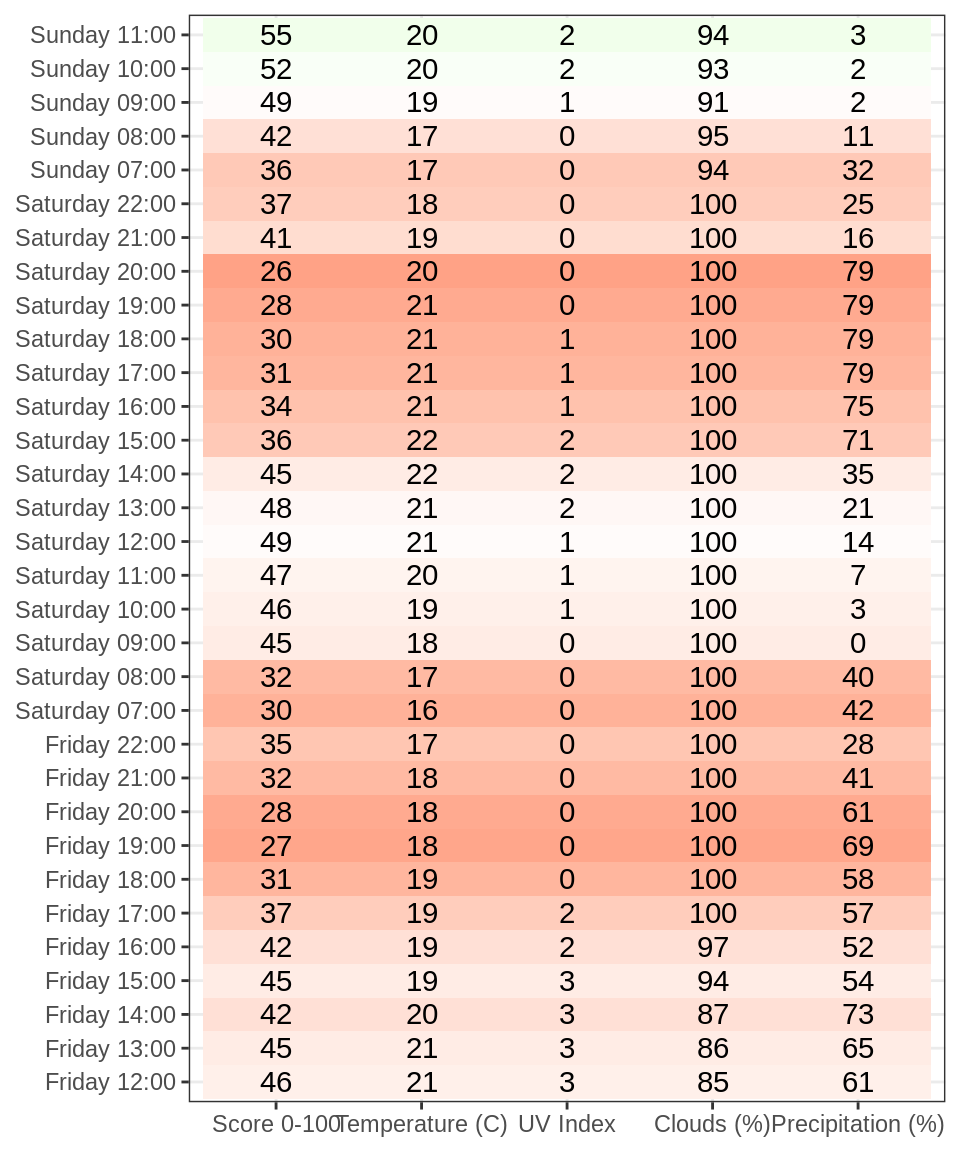 Sunday 11:00 55 20 2 94 3
Sunday 10:00 52 20 2 93 2
Sunday 09:00 49 19 1 91 2
Sunday 08:00 42 17 0 95 11
Sunday 07:00 36 17 0 94 32
Saturday 22:00 37 18 0 100 25
Saturday 21:00 41 19 0 100 16
Saturday 20:00 26 20 0 100 79
Saturday 19:00 28 21 0 100 79
Saturday 18:00 30 21 1 100 79
Saturday 17:00 31 21 1 100 79
Saturday 16:00 34 21 1 100 75
Saturday 15:00 36 22 2 100 71
Saturday 14:00 45 22 2 100 35
Saturday 13:00 48 21 2 100 21
Saturday 12:00 49 21 1 100 14
Saturday 11:00 47 20 1 100 7
Saturday 10:00 46 19 1 100 3
Saturday 09:00 45 18 0 100 0
Saturday 08:00 32 17 0 100 40
Saturday 07:00 30 16 0 100 42
Friday 22:00 35 17 0 100 28
Friday 21:00 32 18 0 100 41
Friday 20:00 28 18 0 100 61
Friday 19:00 27 18 0 100 69
Friday 18:00 31 19 0 100 58
Friday 17:00 37 19 2 100 57
Friday 16:00 42 19 2 97 52
Friday 15:00 45 19 3 94 54
Friday 14:00 42 20 3 87 73
Friday 13:00 45 21 3 86 65
Friday 12:00 46 21 3 85 61
Score 0-100 Temperature (C) UV Index Clouds (%) Precipitation (%)